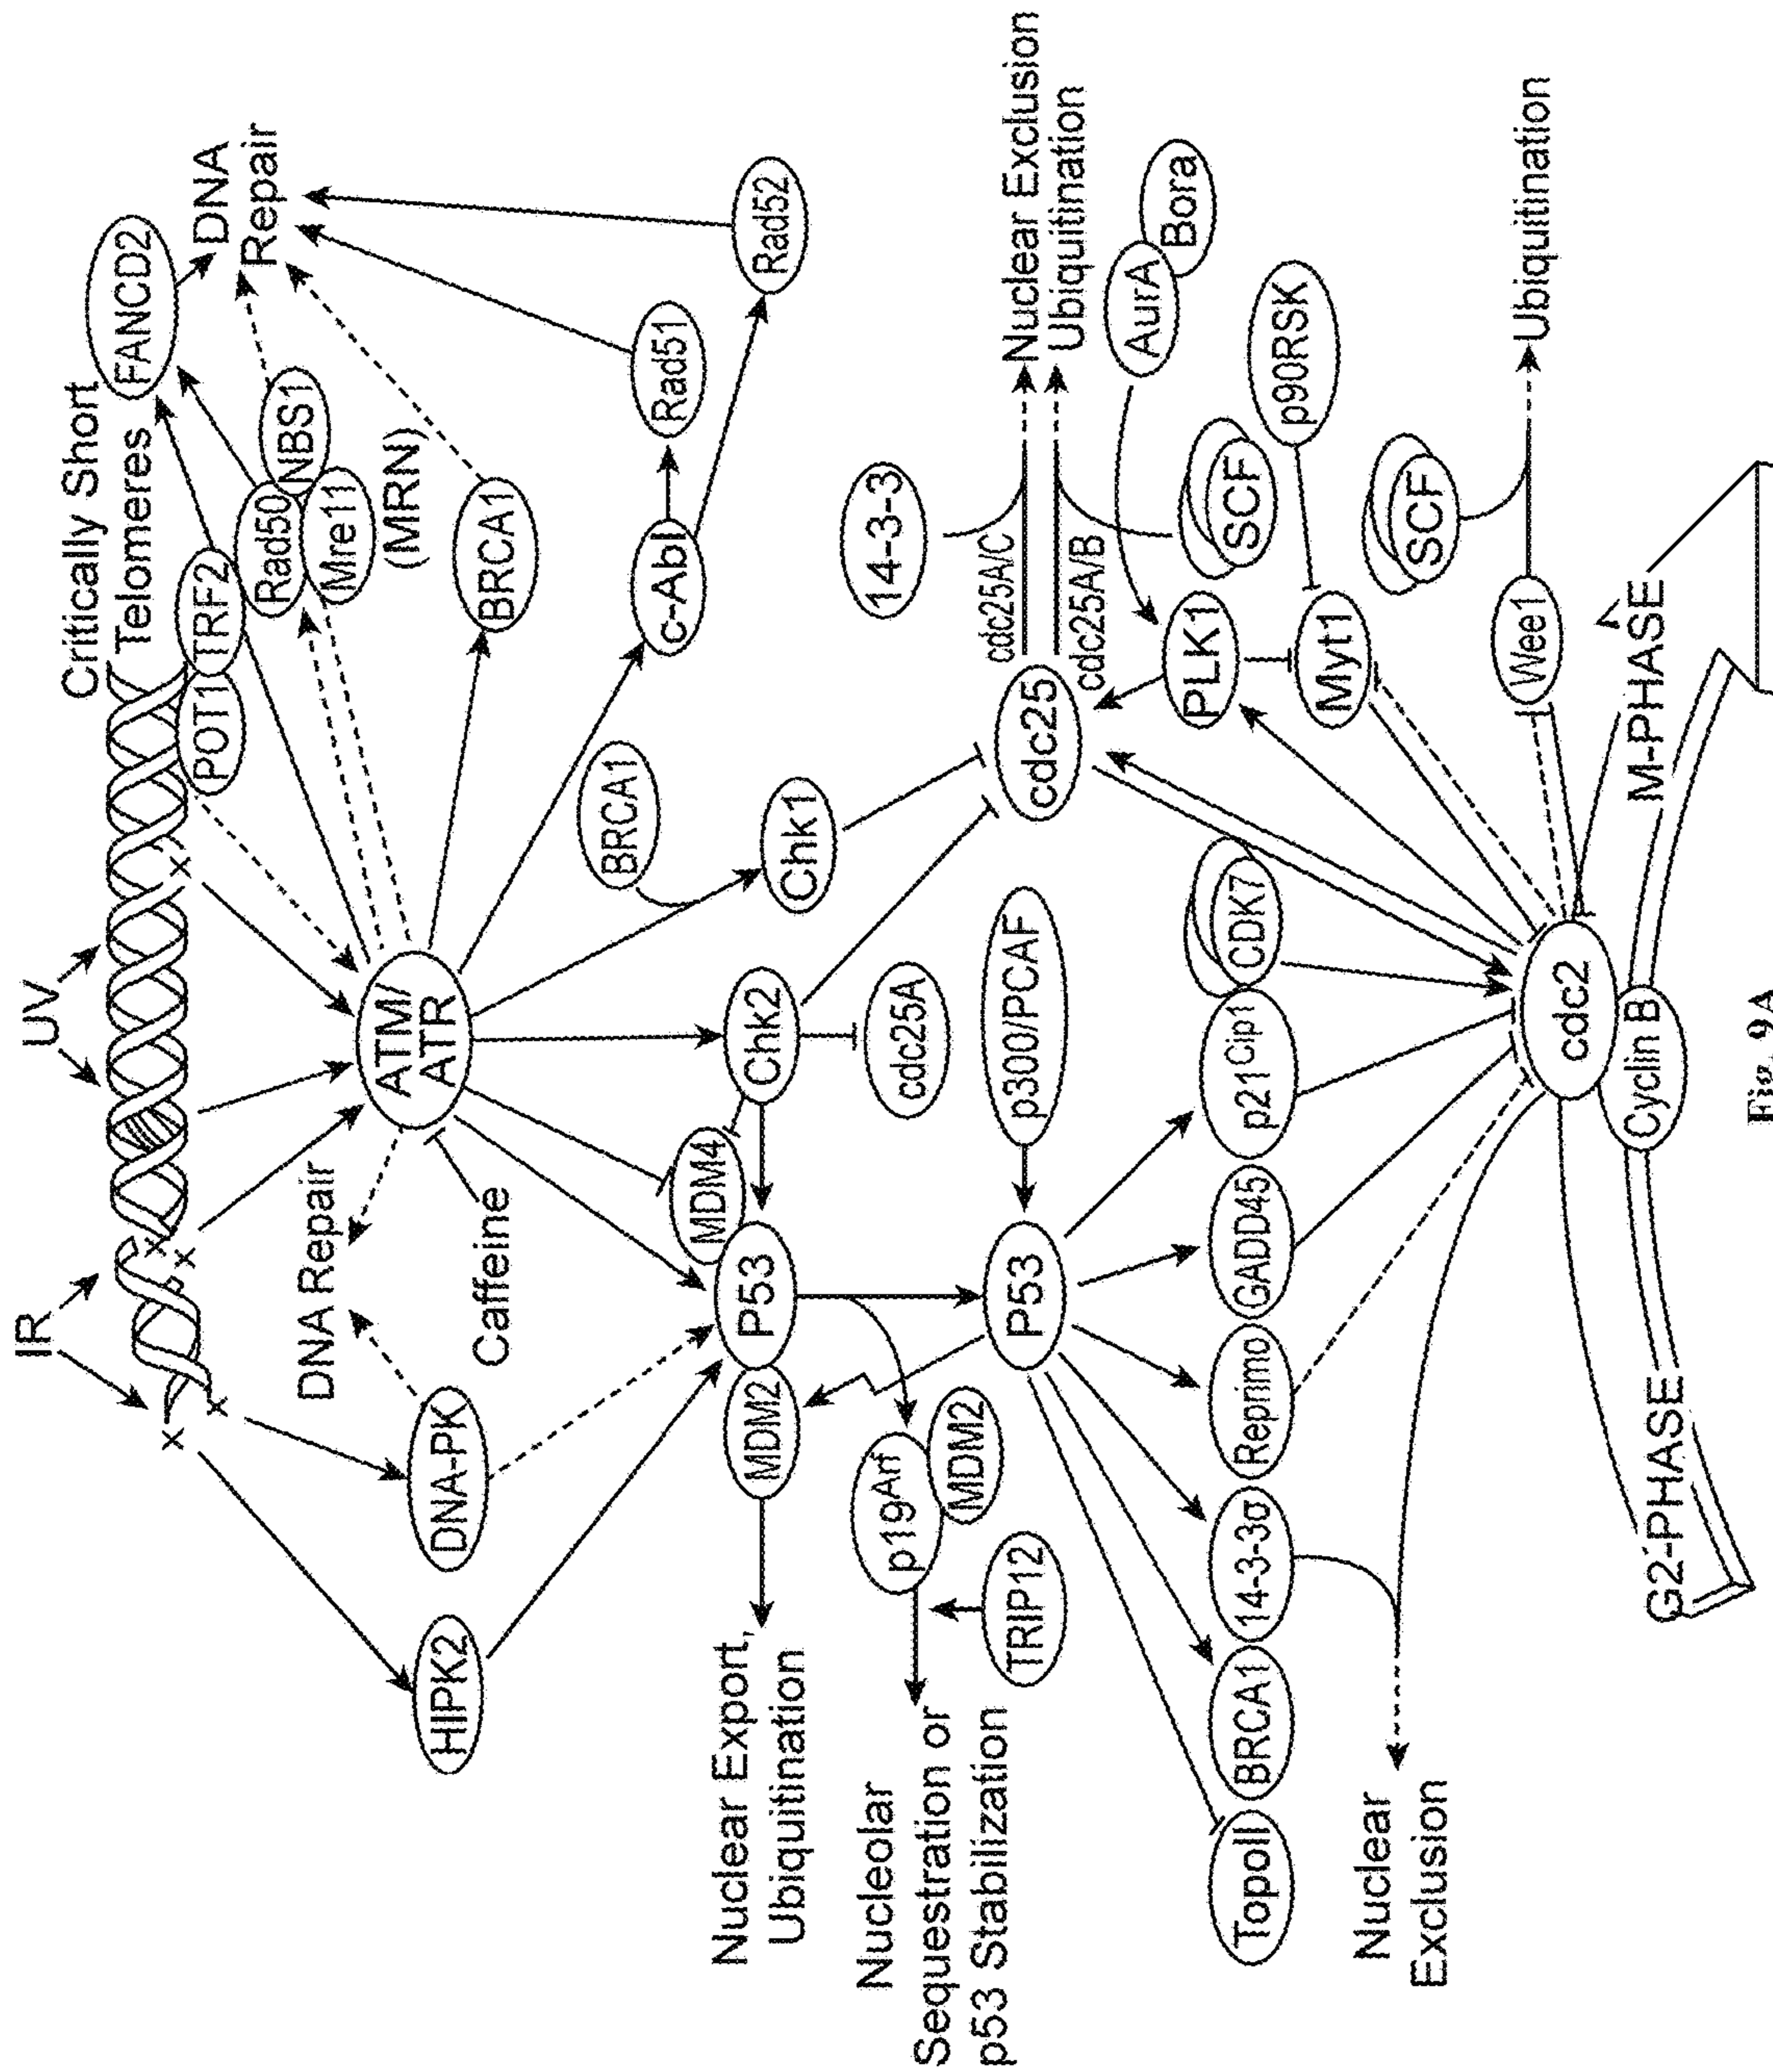 IR
UV
Critically Short
Telomeres
POT1
TRF2
FANCD2
DNA
Repair
Rad50
NBS1
Mre11
(MRN)
HIPK2
DNA-PK
DNA Repair
ATM/
ATR
Caffeine
BRCA1
c-Abl
Rad51
Rad52
BRCA1
Chk1
Chk2
MDM4
P53
MDM2
Nuclear Export,
Ubiquitination
cdc25A
14-3-3
p19Arf
MDM2
TRIP12
Nucleolar
Sequestration or
p53 Stabilization
P53
p300/PCAF
cdc25
cdc25A/C
cdc25A/B
Nuclear Exclusion
Ubiquitination
AurA
Bora
PLK1
SCF
p90RSK
Myt1
TopoII
BRCA1
14-3-3σ
Reprimo
GADD45
p21Cip1
CDK7
Nuclear
Exclusion
SCF
Wee1
Ubiquitination
cdc2
Cyclin B
G2-PHASE
M-PHASE
Fig. 9A